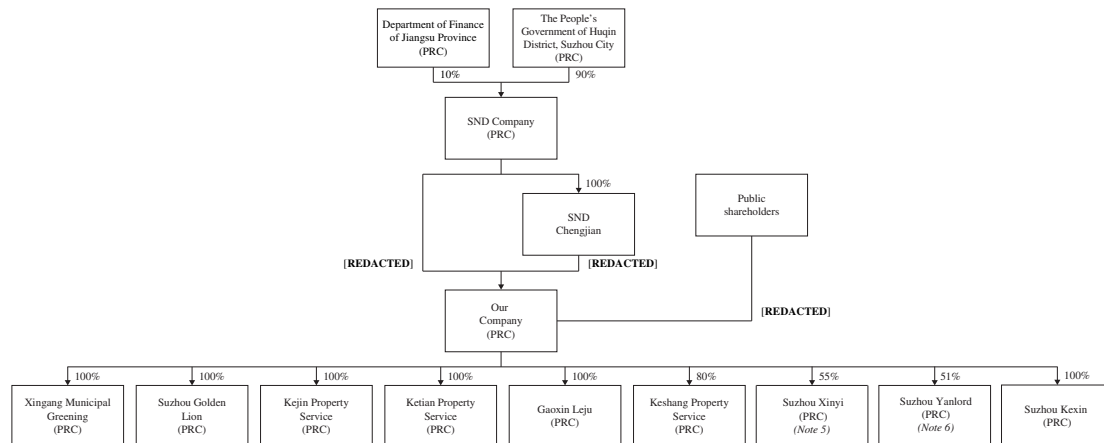 Department of Finance
of Jiangsu Province
(PRC)
The People's
Government of Huqin
District, Suzhou City
(PRC)
10%
90%
SND Company
(PRC)
100%
SND
Chengjian
Public
shareholders
[REDACTED]
[REDACTED]
[REDACTED]
Our
Company
(PRC)
100%
100%
100%
100%
100%
80%
55%
51%
100%
Xingang Municipal
Greening
(PRC)
Suzhou Golden
Lion
(PRC)
Kejin Property
Service
(PRC)
Ketian Property
Service
(PRC)
Gaoxin Leju
(PRC)
Keshang Property
Service
(PRC)
Suzhou Xinyi
(PRC)
(Note 5)
Suzhou Yanlord
(PRC)
(Note 6)
Suzhou Kexin
(PRC)